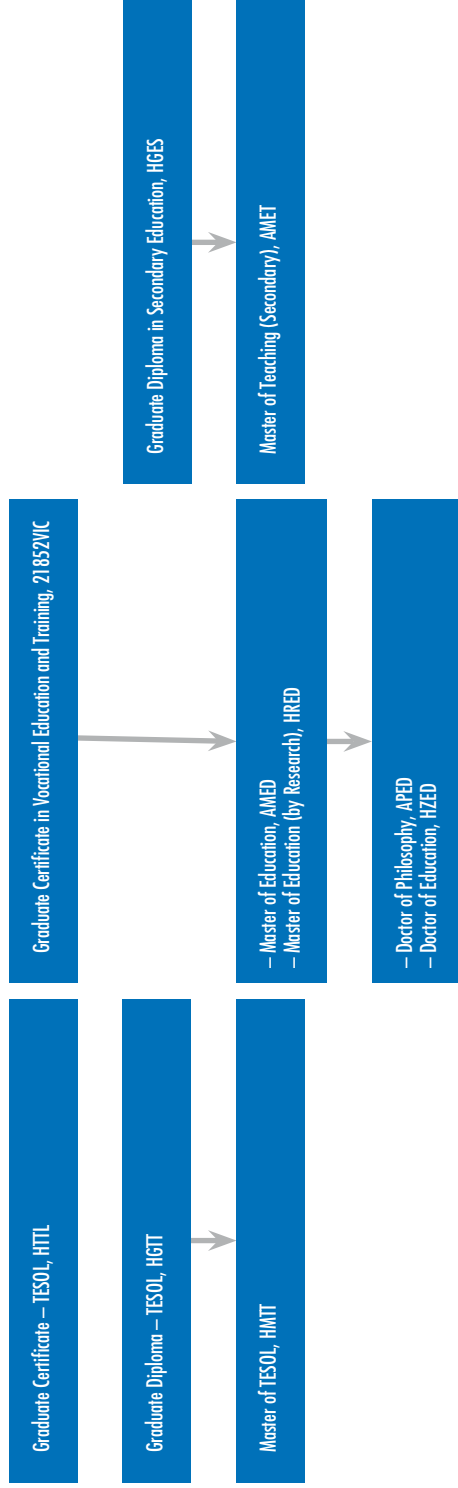 Graduate Certificate – TESOL, HTTL
Graduate Diploma – TESOL, HGTT
Master of TESOL, HMTT
Graduate Certificate in Vocational Education and Training, 21852VIC
– Master of Education, AMED
– Master of Education (by Research), HRED
– Doctor of Philosophy, APED
– Doctor of Education, HZED
Graduate Diploma in Secondary Education, HGES
Master of Teaching (Secondary), AMET